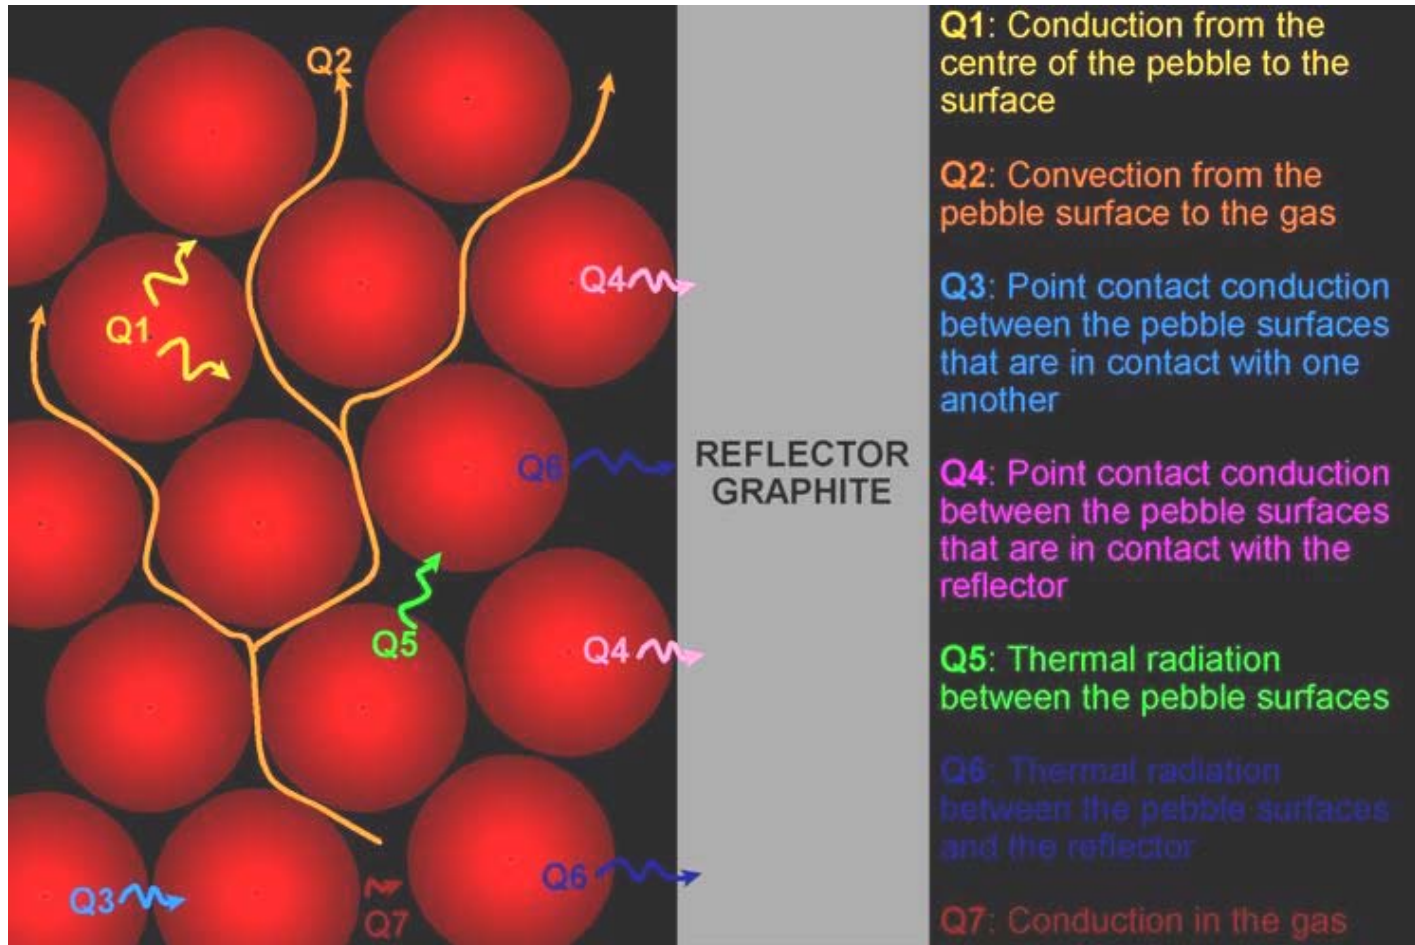 Q2
Q1
Q4
Q6
Q5
Q4
Q3
Q7
Q6
REFLECTOR
GRAPHITE
Q1: Conduction from the
centre of the pebble to the
surface
Q2: Convection from the
pebble surface to the gas
Q3: Point contact conduction
between the pebble surfaces
that are in contact with one
another
Q4: Point contact conduction
between the pebble surfaces
that are in contact with the
reflector
Q5: Thermal radiation
between the pebble surfaces
Q6: Thermal radiation
between the pebble surfaces
and the reflector
Q7: Conduction in the gas